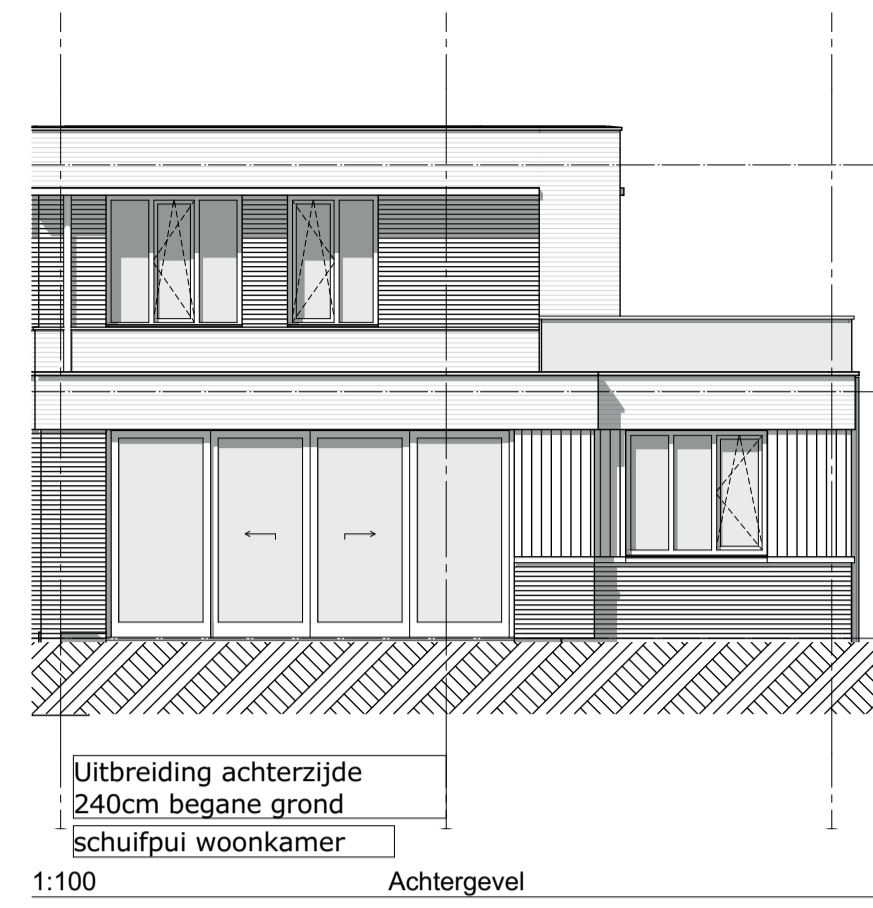 Uitbreiding achterzijde
240cm begane grond
schuifpui woonkamer
1:100 Achtergevel